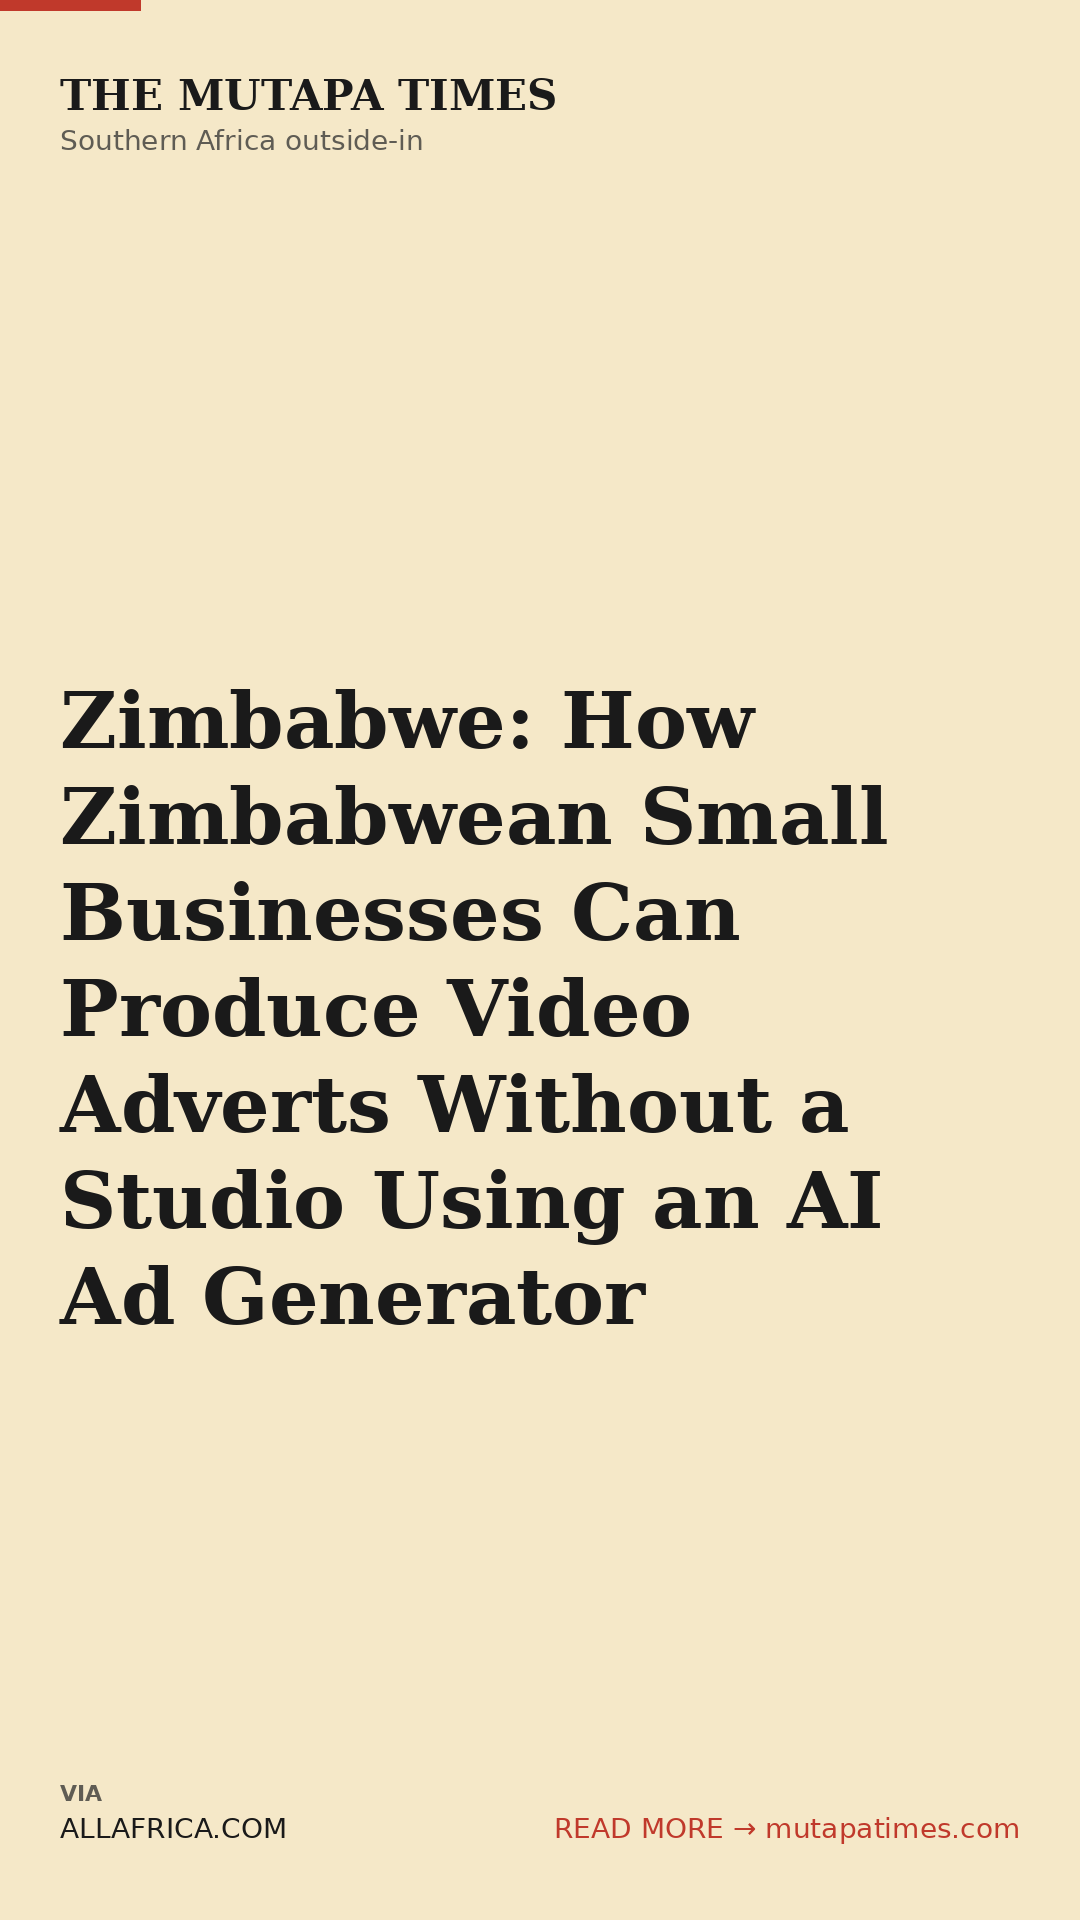 THE MUTAPA TIMES
Southern Africa outside-in
Zimbabwe: How
Zimbabwean Small
Businesses Can
Produce Video
Adverts Without a
Studio Using an AI
Ad Generator
VIA
ALLAFRICA.COM
READ MORE → mutapatimes.com